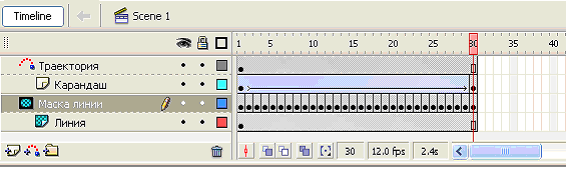 Timeline Scene 1
1 5 10 15 20 25 30 35 40
Траектория
Карандаш
Маска линии
Линия
30 12.0 fps 2.4s